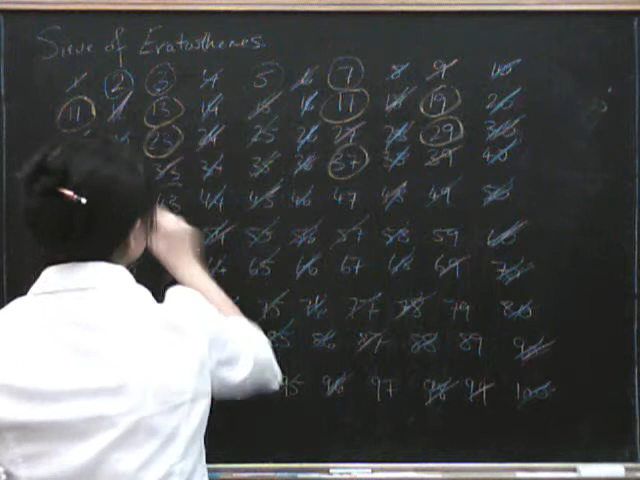 Sieve of Eratosthenes
1 2 3 4 5 6 7 8 9 10
11 12 13 14 15 16 17 18 19 20
23 24 25 26 27 28 29 30
33 34 35 36 37 38 39 40
43 44 45 46 47 48 49 50
54 55 56 57 58 59 60
64 65 66 67 68 69 70
75 76 77 78 79 80
85 86 87 88 89 90
95 96 97 98 99 100